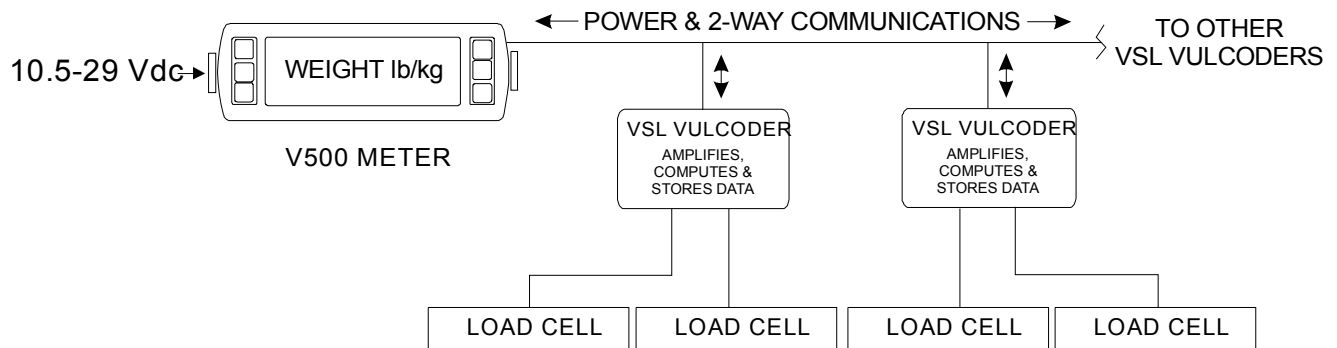 POWER & 2-WAY COMMUNICATIONS
TO OTHER
VSL VULCODERS
10.5-29 Vdc
WEIGHT lb/kg
V500 METER
VSL VULCODER
AMPLIFIES,
COMPUTES &
STORES DATA
VSL VULCODER
AMPLIFIES,
COMPUTES &
STORES DATA
LOAD CELL
LOAD CELL
LOAD CELL
LOAD CELL